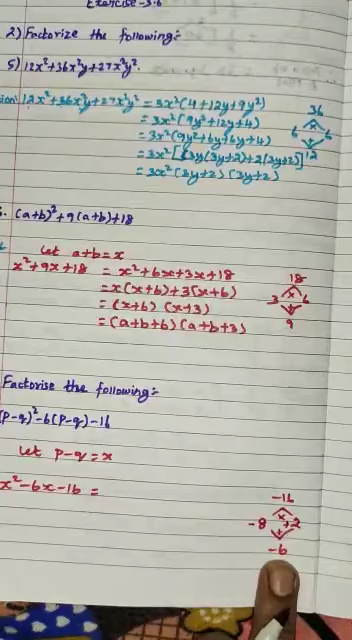 Exercise-3.6
2) Factorize the following:-
5) 12x²+36x²y+27x²y².
12x²+36x²y+27x²y² = 3x²(4+12y+9y²)
= 3x²(9y²+12y+4)
= 3x²(9y²+6y+6y+4)
= 3x²[(3y(3y+2)+2(3y+2)]
= 3x²(3y+2)(3y+2)
36
6 x 6
+
12
(a+b)²+9(a+b)+18
Let a+b=x
x²+9x+18 = x²+6x+3x+18
= x(x+6)+3(x+6)
= (x+6)(x+3)
= (a+b+6)(a+b+3)
18
3 x 6
+
9
Factorise the following:-
(p-q)²-6(p-q)-16
Let p-q=x
x²-6x-16 =
-16
-8 x +2
+
-6